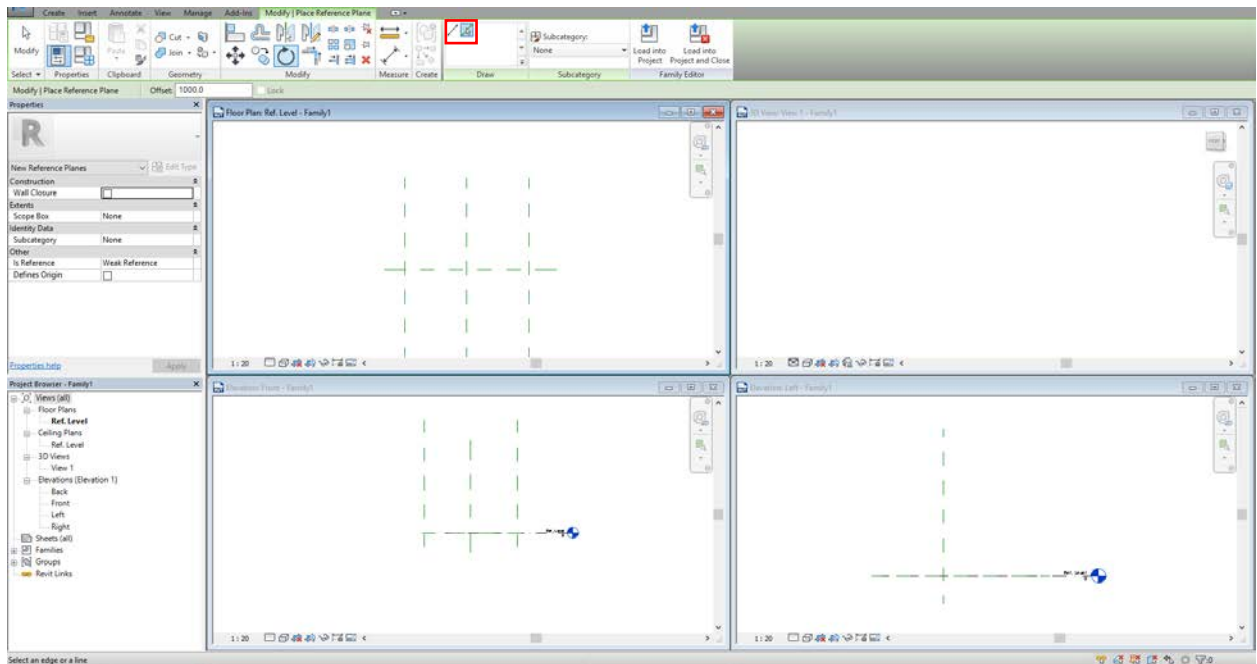 Create Insert Annotate View Manage Add-Ins Modify | Place Reference Plane
Modify
Paste
Cut
Join
Subcategory:
None
Load into Project
Load into Project and Close
Select Properties Clipboard Geometry Modify Measure Create Draw Subcategory Family Editor
Modify | Place Reference Plane Offset: 1000.0 Lock
Properties
R
New Reference Planes Edit Type
Construction
Wall Closure
Extents
Scope Box None
Identity Data
Subcategory None
Other
Is Reference Weak Reference
Defines Origin
Properties help Apply
Project Browser - Family1
Views (all)
Floor Plans
Ref. Level
Ceiling Plans
Ref. Level
3D Views
View 1
Elevations (Elevation 1)
Back
Front
Left
Right
Sheets (all)
Families
Groups
Revit Links
Floor Plan: Ref. Level - Family1
1 : 20
3D View: View 1 - Family1
1 : 20
Elevation: Front - Family1
1 : 20
Elevation: Left - Family1
Ref. Level
1 : 20
Select an edge or a line
:0